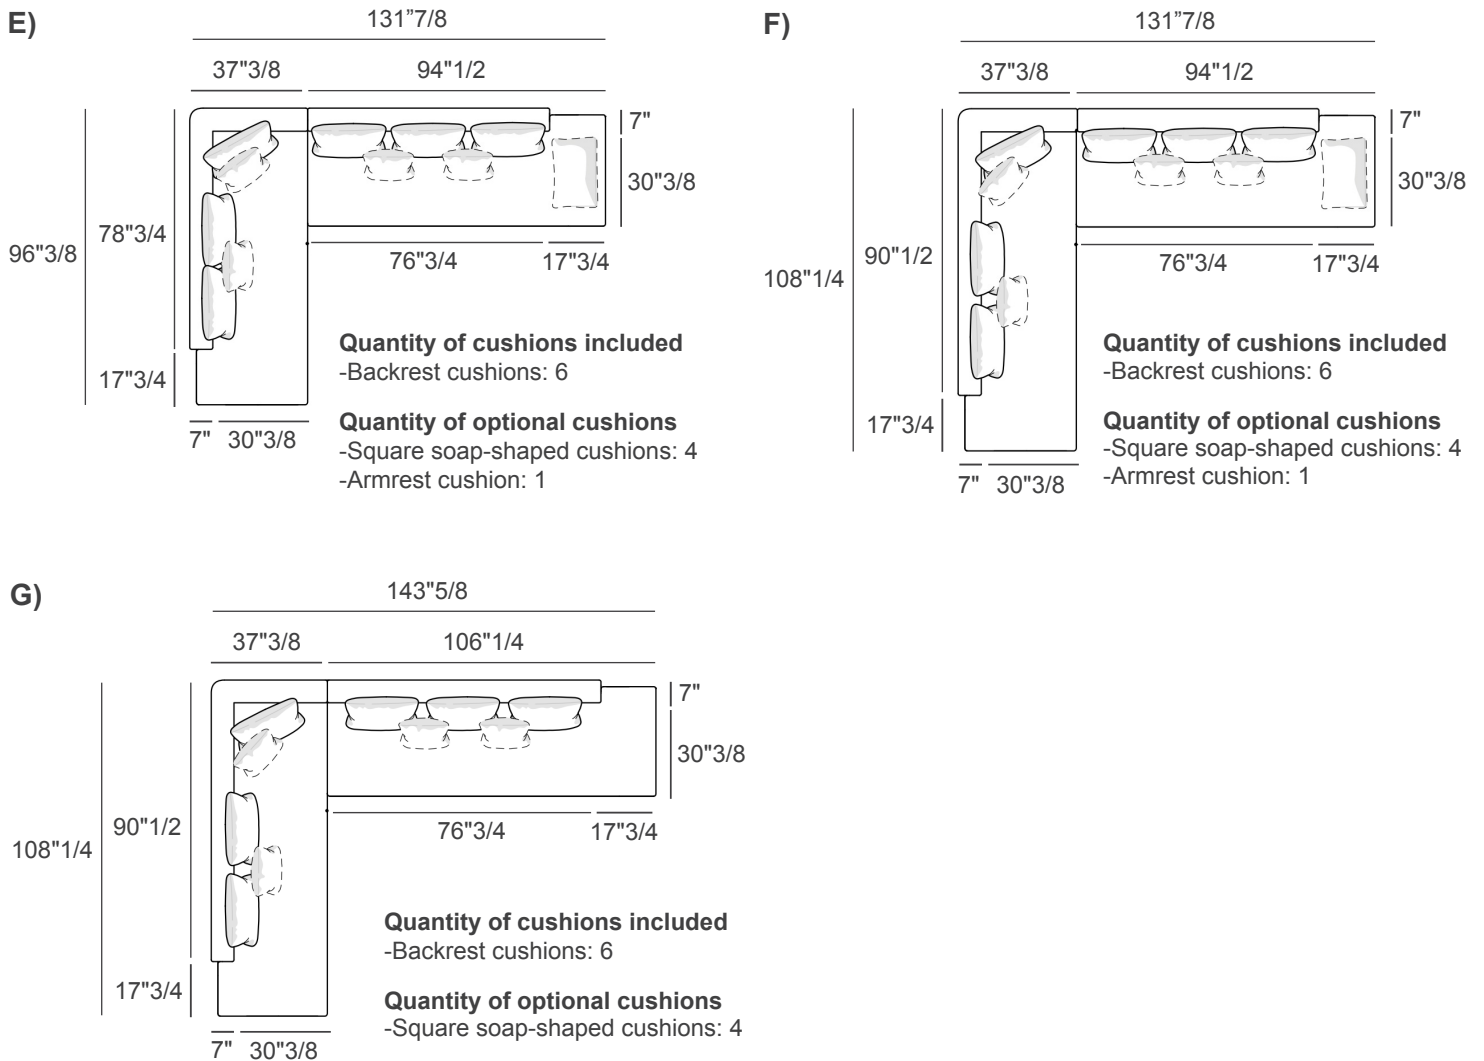 E)
131”7/8
37"3/8
94"1/2
7"
30"3/8
78"3/4
96"3/8
76"3/4
17"3/4
17"3/4
7"
30"3/8
Quantity of cushions included
-Backrest cushions: 6
Quantity of optional cushions
-Square soap-shaped cushions: 4
-Armrest cushion: 1
F)
131”7/8
37"3/8
94"1/2
7"
30"3/8
90"1/2
108"1/4
76"3/4
17"3/4
17"3/4
7"
30"3/8
Quantity of cushions included
-Backrest cushions: 6
Quantity of optional cushions
-Square soap-shaped cushions: 4
-Armrest cushion: 1
G)
143"5/8
37"3/8
106"1/4
7"
30"3/8
90"1/2
108"1/4
76"3/4
17"3/4
17"3/4
7"
30"3/8
Quantity of cushions included
-Backrest cushions: 6
Quantity of optional cushions
-Square soap-shaped cushions: 4